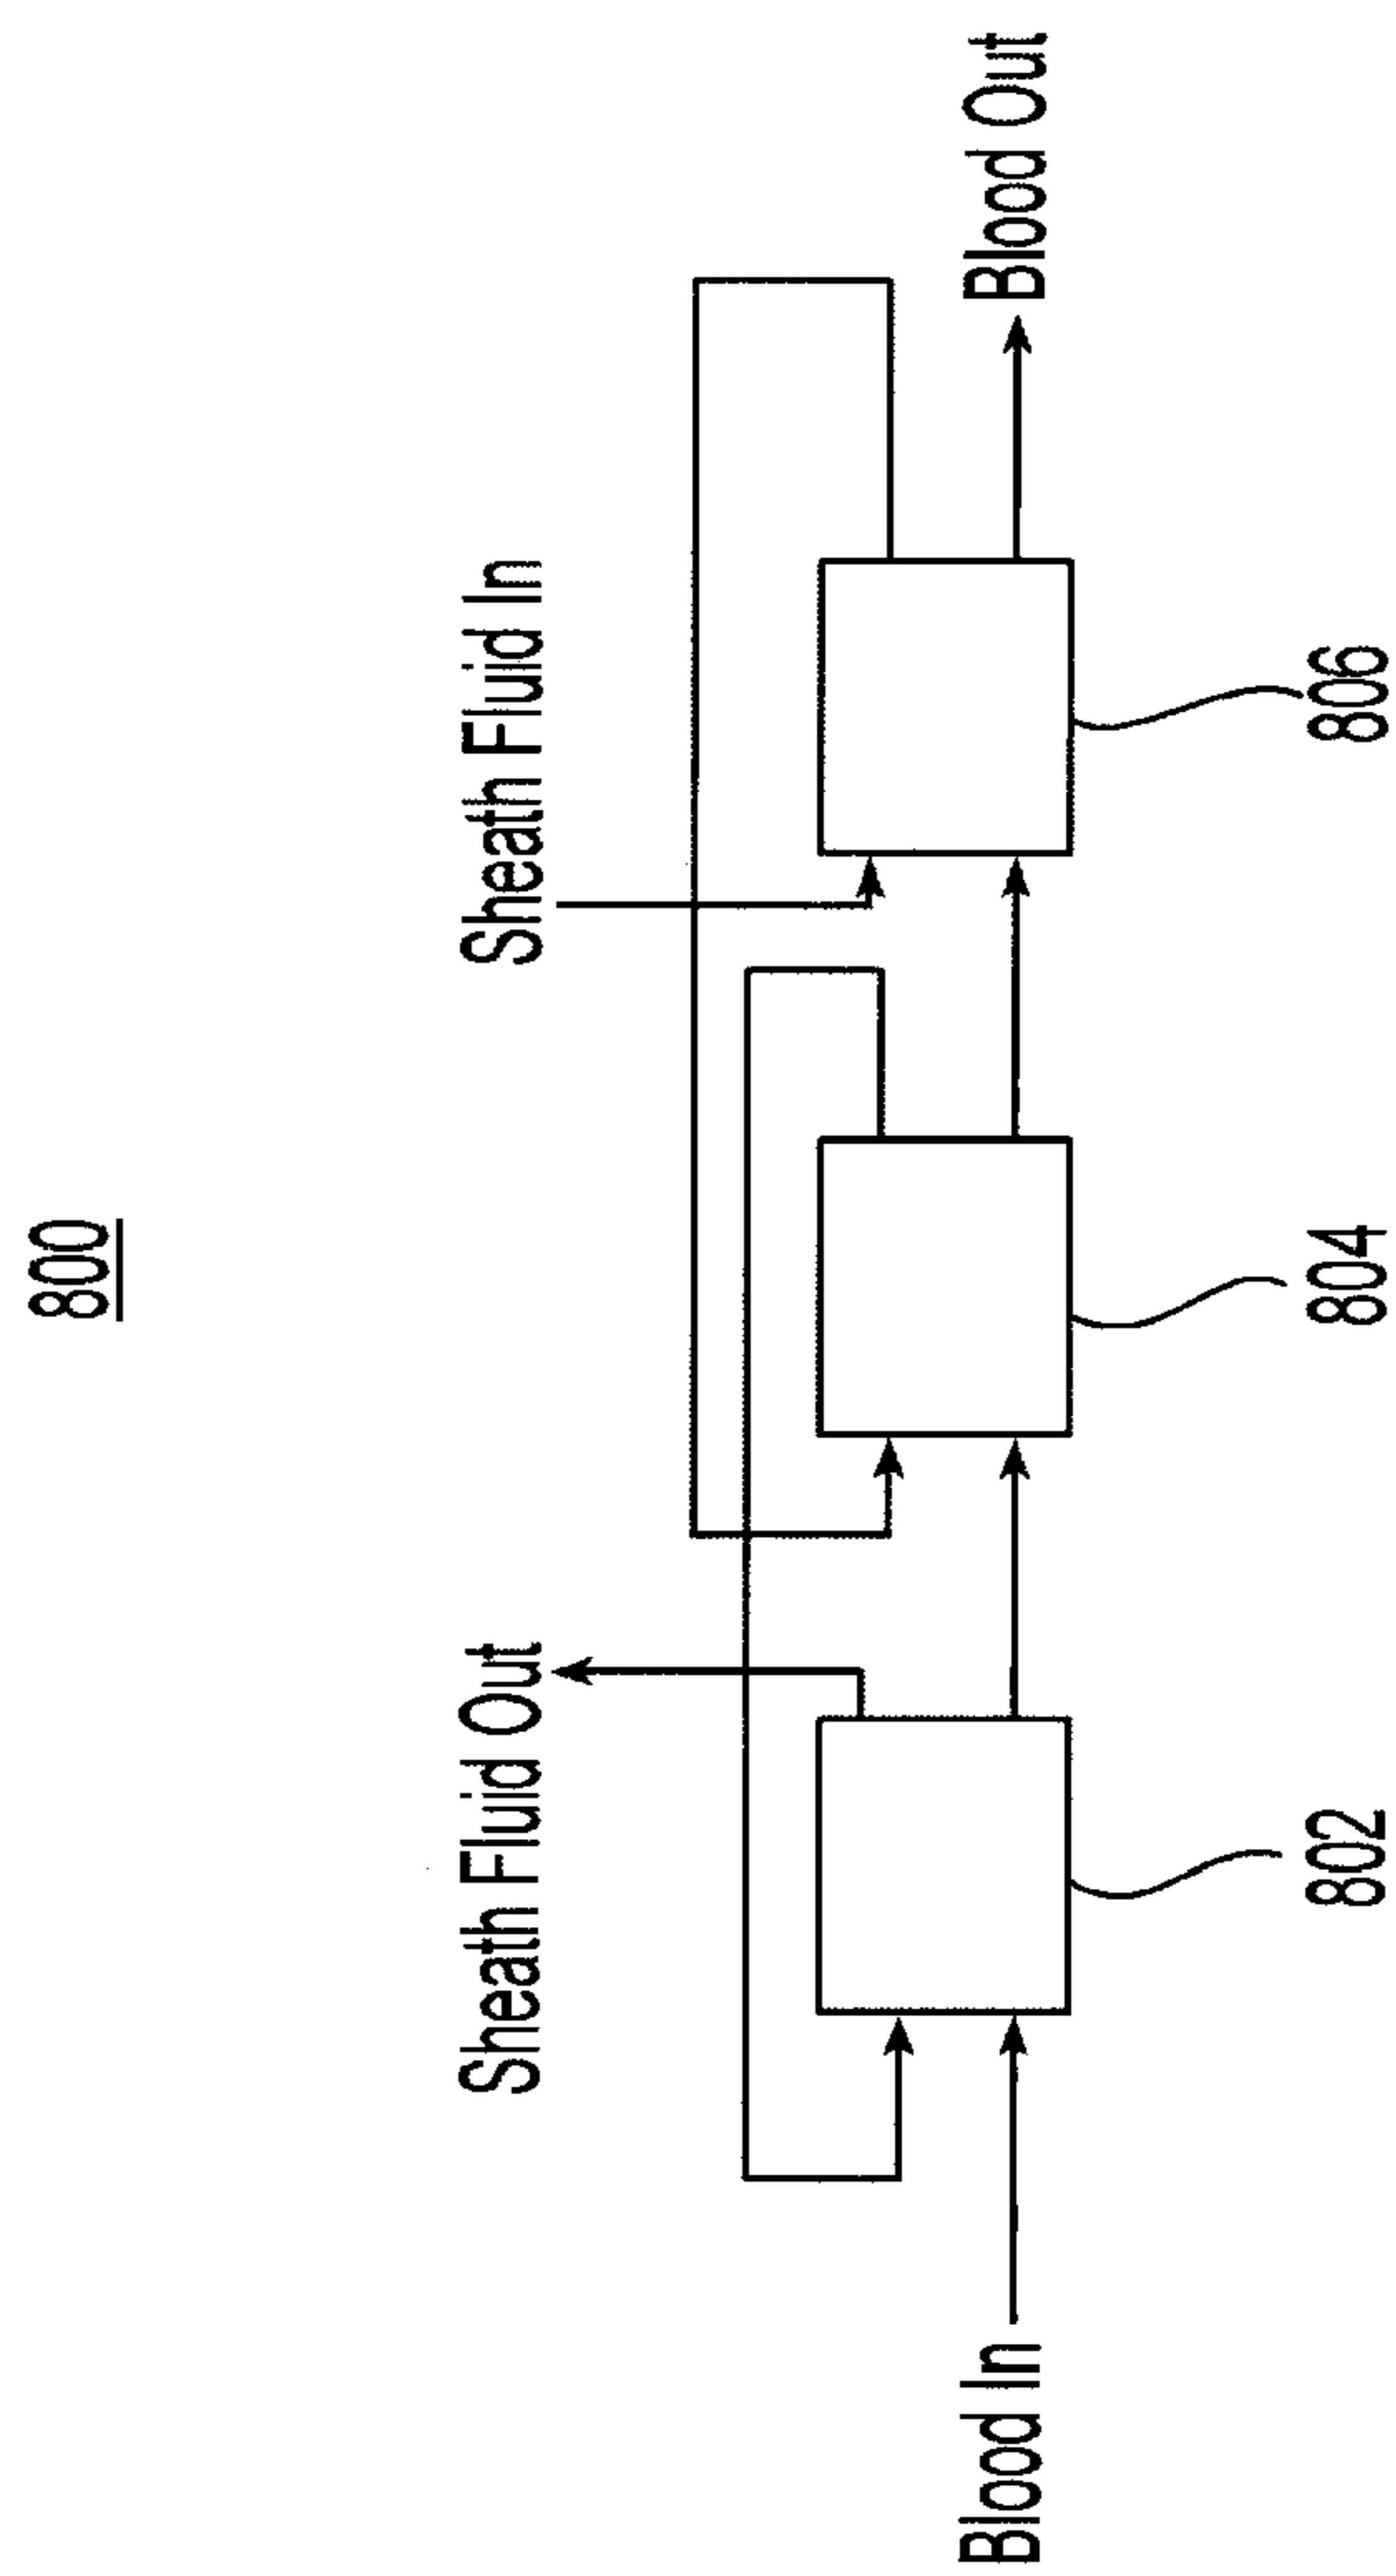 800
Sheath Fluid Out
Sheath Fluid In
Blood In
Blood Out
802
804
806